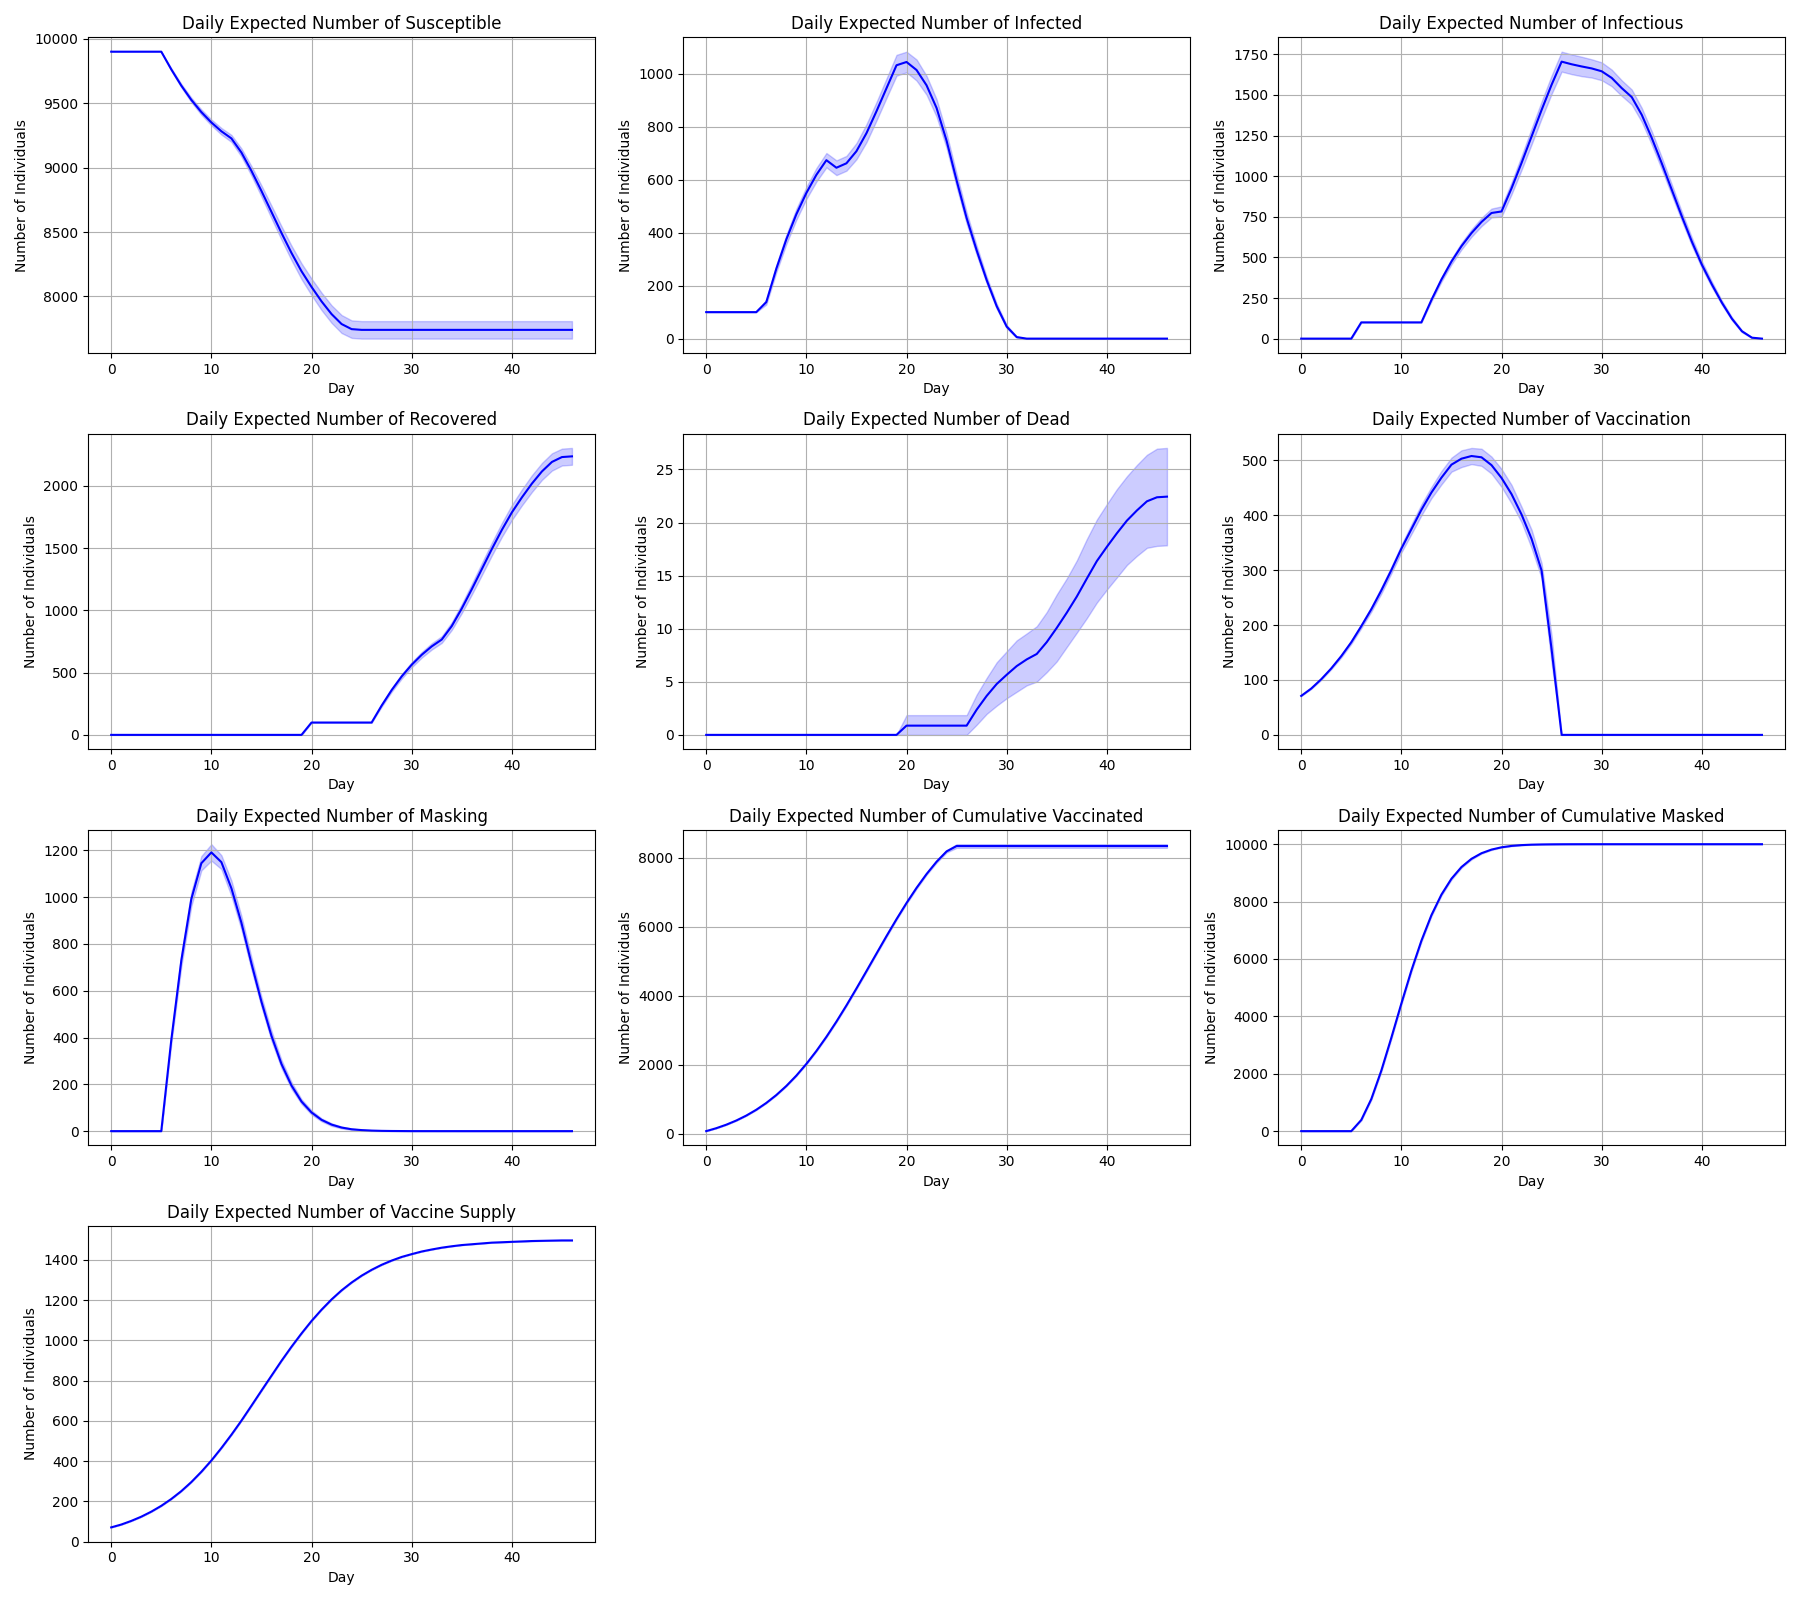 Daily Expected Number of Susceptible
Number of Individuals
10000
9500
9000
8500
8000
0 10 20 30 40
Day
Daily Expected Number of Infected
Number of Individuals
1000
800
600
400
200
0
0 10 20 30 40
Day
Daily Expected Number of Infectious
Number of Individuals
1750
1500
1250
1000
750
500
250
0
0 10 20 30 40
Day
Daily Expected Number of Recovered
Number of Individuals
2000
1500
1000
500
0
0 10 20 30 40
Day
Daily Expected Number of Dead
Number of Individuals
25
20
15
10
5
0
0 10 20 30 40
Day
Daily Expected Number of Vaccination
Number of Individuals
500
400
300
200
100
0
0 10 20 30 40
Day
Daily Expected Number of Masking
Number of Individuals
1200
1000
800
600
400
200
0
0 10 20 30 40
Day
Daily Expected Number of Cumulative Vaccinated
Number of Individuals
8000
6000
4000
2000
0
0 10 20 30 40
Day
Daily Expected Number of Cumulative Masked
Number of Individuals
10000
8000
6000
4000
2000
0
0 10 20 30 40
Day
Daily Expected Number of Vaccine Supply
Number of Individuals
1400
1200
1000
800
600
400
200
0
0 10 20 30 40
Day